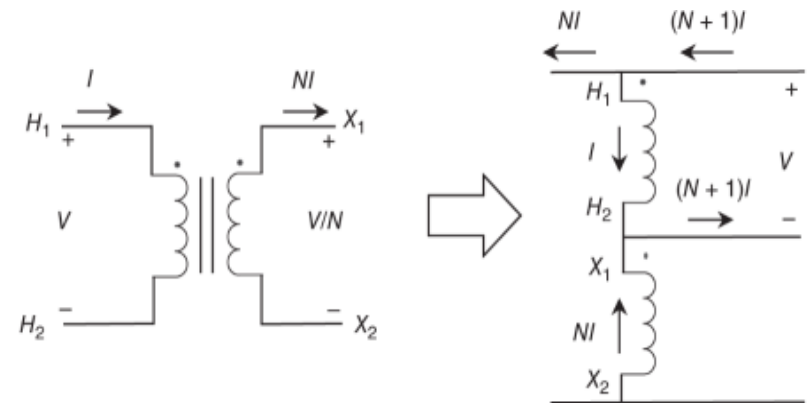 I
NI
H₁
+
+
X₁
V
V/N
H₂
−
−
X₂
NI
(N + 1)I
H₁
+
I
V
H₂
(N + 1)I
−
X₁
NI
X₂